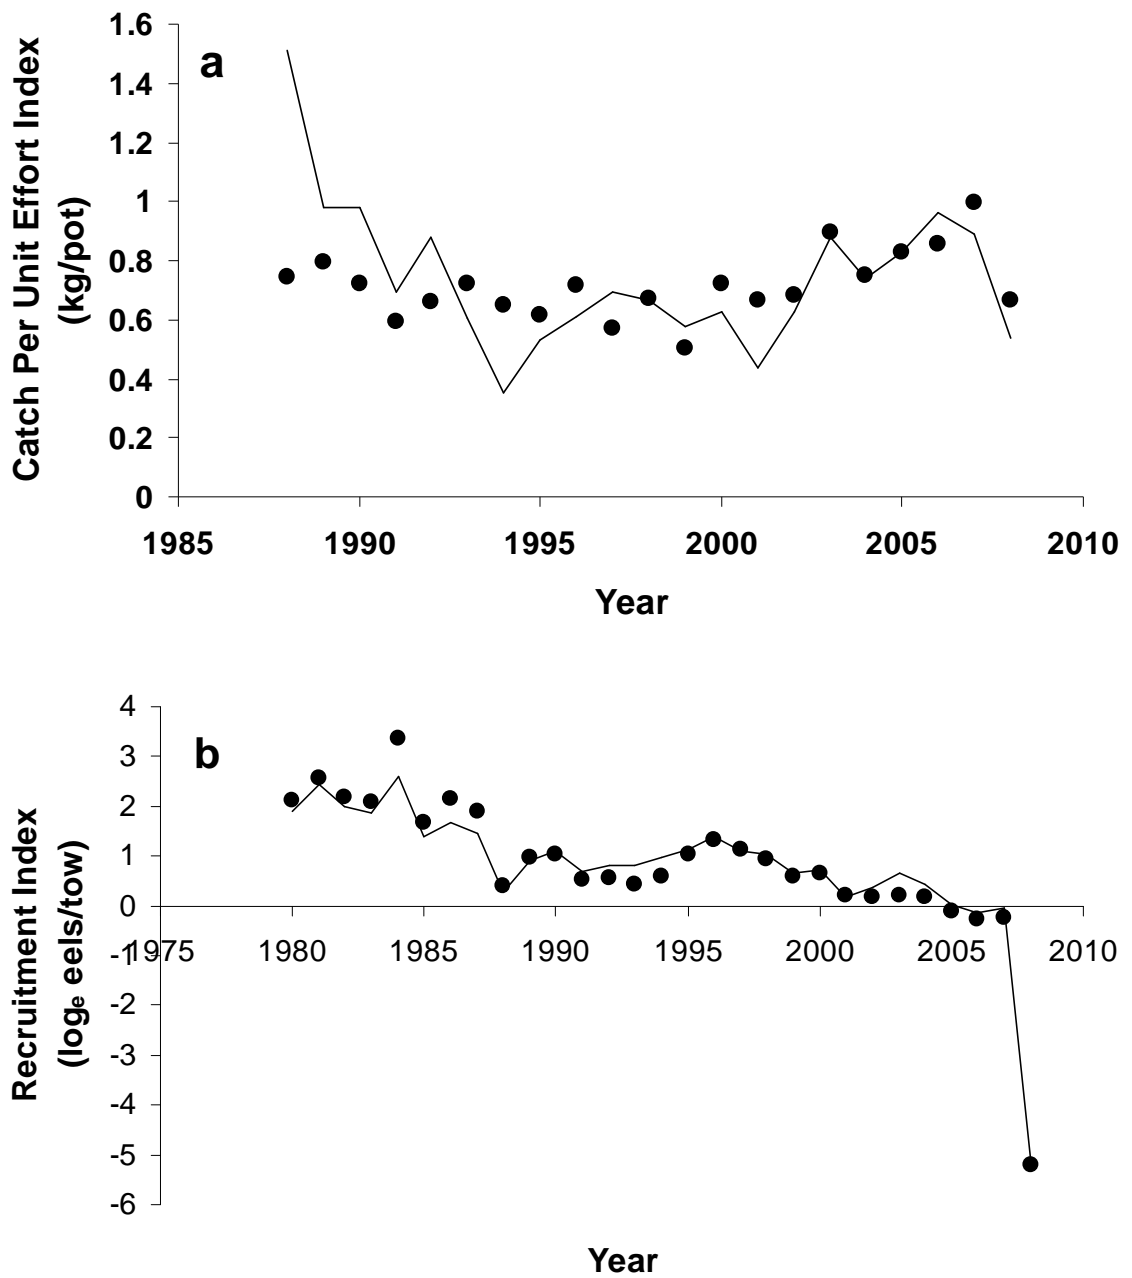 Catch Per Unit Effort Index
(kg/pot)
a
1.6
1.4
1.2
1
0.8
0.6
0.4
0.2
0
1985 1990 1995 2000 2005 2010
Year
Recruitment Index
(logₑ eels/tow)
b
4
3
2
1
0
-1
1975 1980 1985 1990 1995 2000 2005 2010
-2
-3
-4
-5
-6
Year